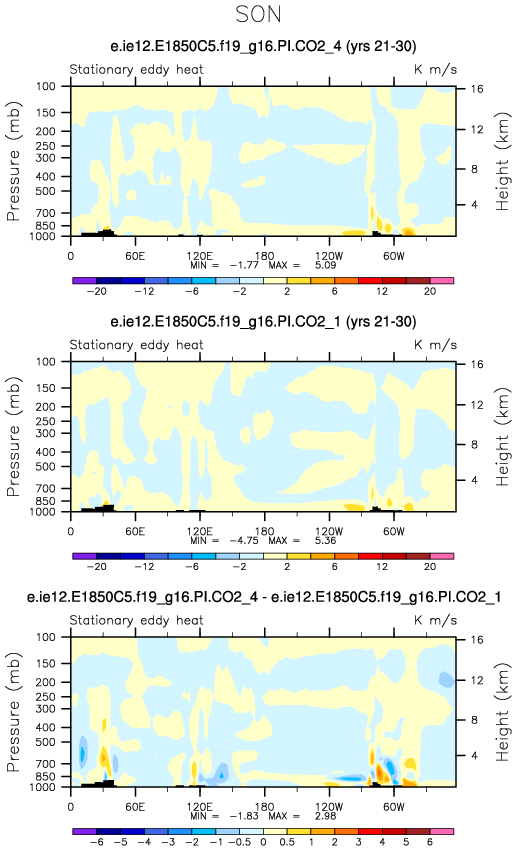 SON
e.ie12.E1850C5.f19_g16.PI.CO2_4 (yrs 21-30)
Stationary eddy heat K m/s
Pressure (mb)
100
150
200
250
300
400
500
700
850
1000
16
12
8
4
Height (km)
0 60E 120E 180 120W 60W
MIN = -1.77 MAX = 5.09
-20 -12 -6 -2 2 6 12 20
e.ie12.E1850C5.f19_g16.PI.CO2_1 (yrs 21-30)
Stationary eddy heat K m/s
Pressure (mb)
100
150
200
250
300
400
500
700
850
1000
16
12
8
4
Height (km)
0 60E 120E 180 120W 60W
MIN = -4.75 MAX = 5.36
-20 -12 -6 -2 2 6 12 20
e.ie12.E1850C5.f19_g16.PI.CO2_4 - e.ie12.E1850C5.f19_g16.PI.CO2_1
Stationary eddy heat K m/s
Pressure (mb)
100
150
200
250
300
400
500
700
850
1000
16
12
8
4
Height (km)
0 60E 120E 180 120W 60W
MIN = -1.83 MAX = 2.98
-6 -5 -4 -3 -2 -1 -0.5 0 0.5 1 2 3 4 5 6